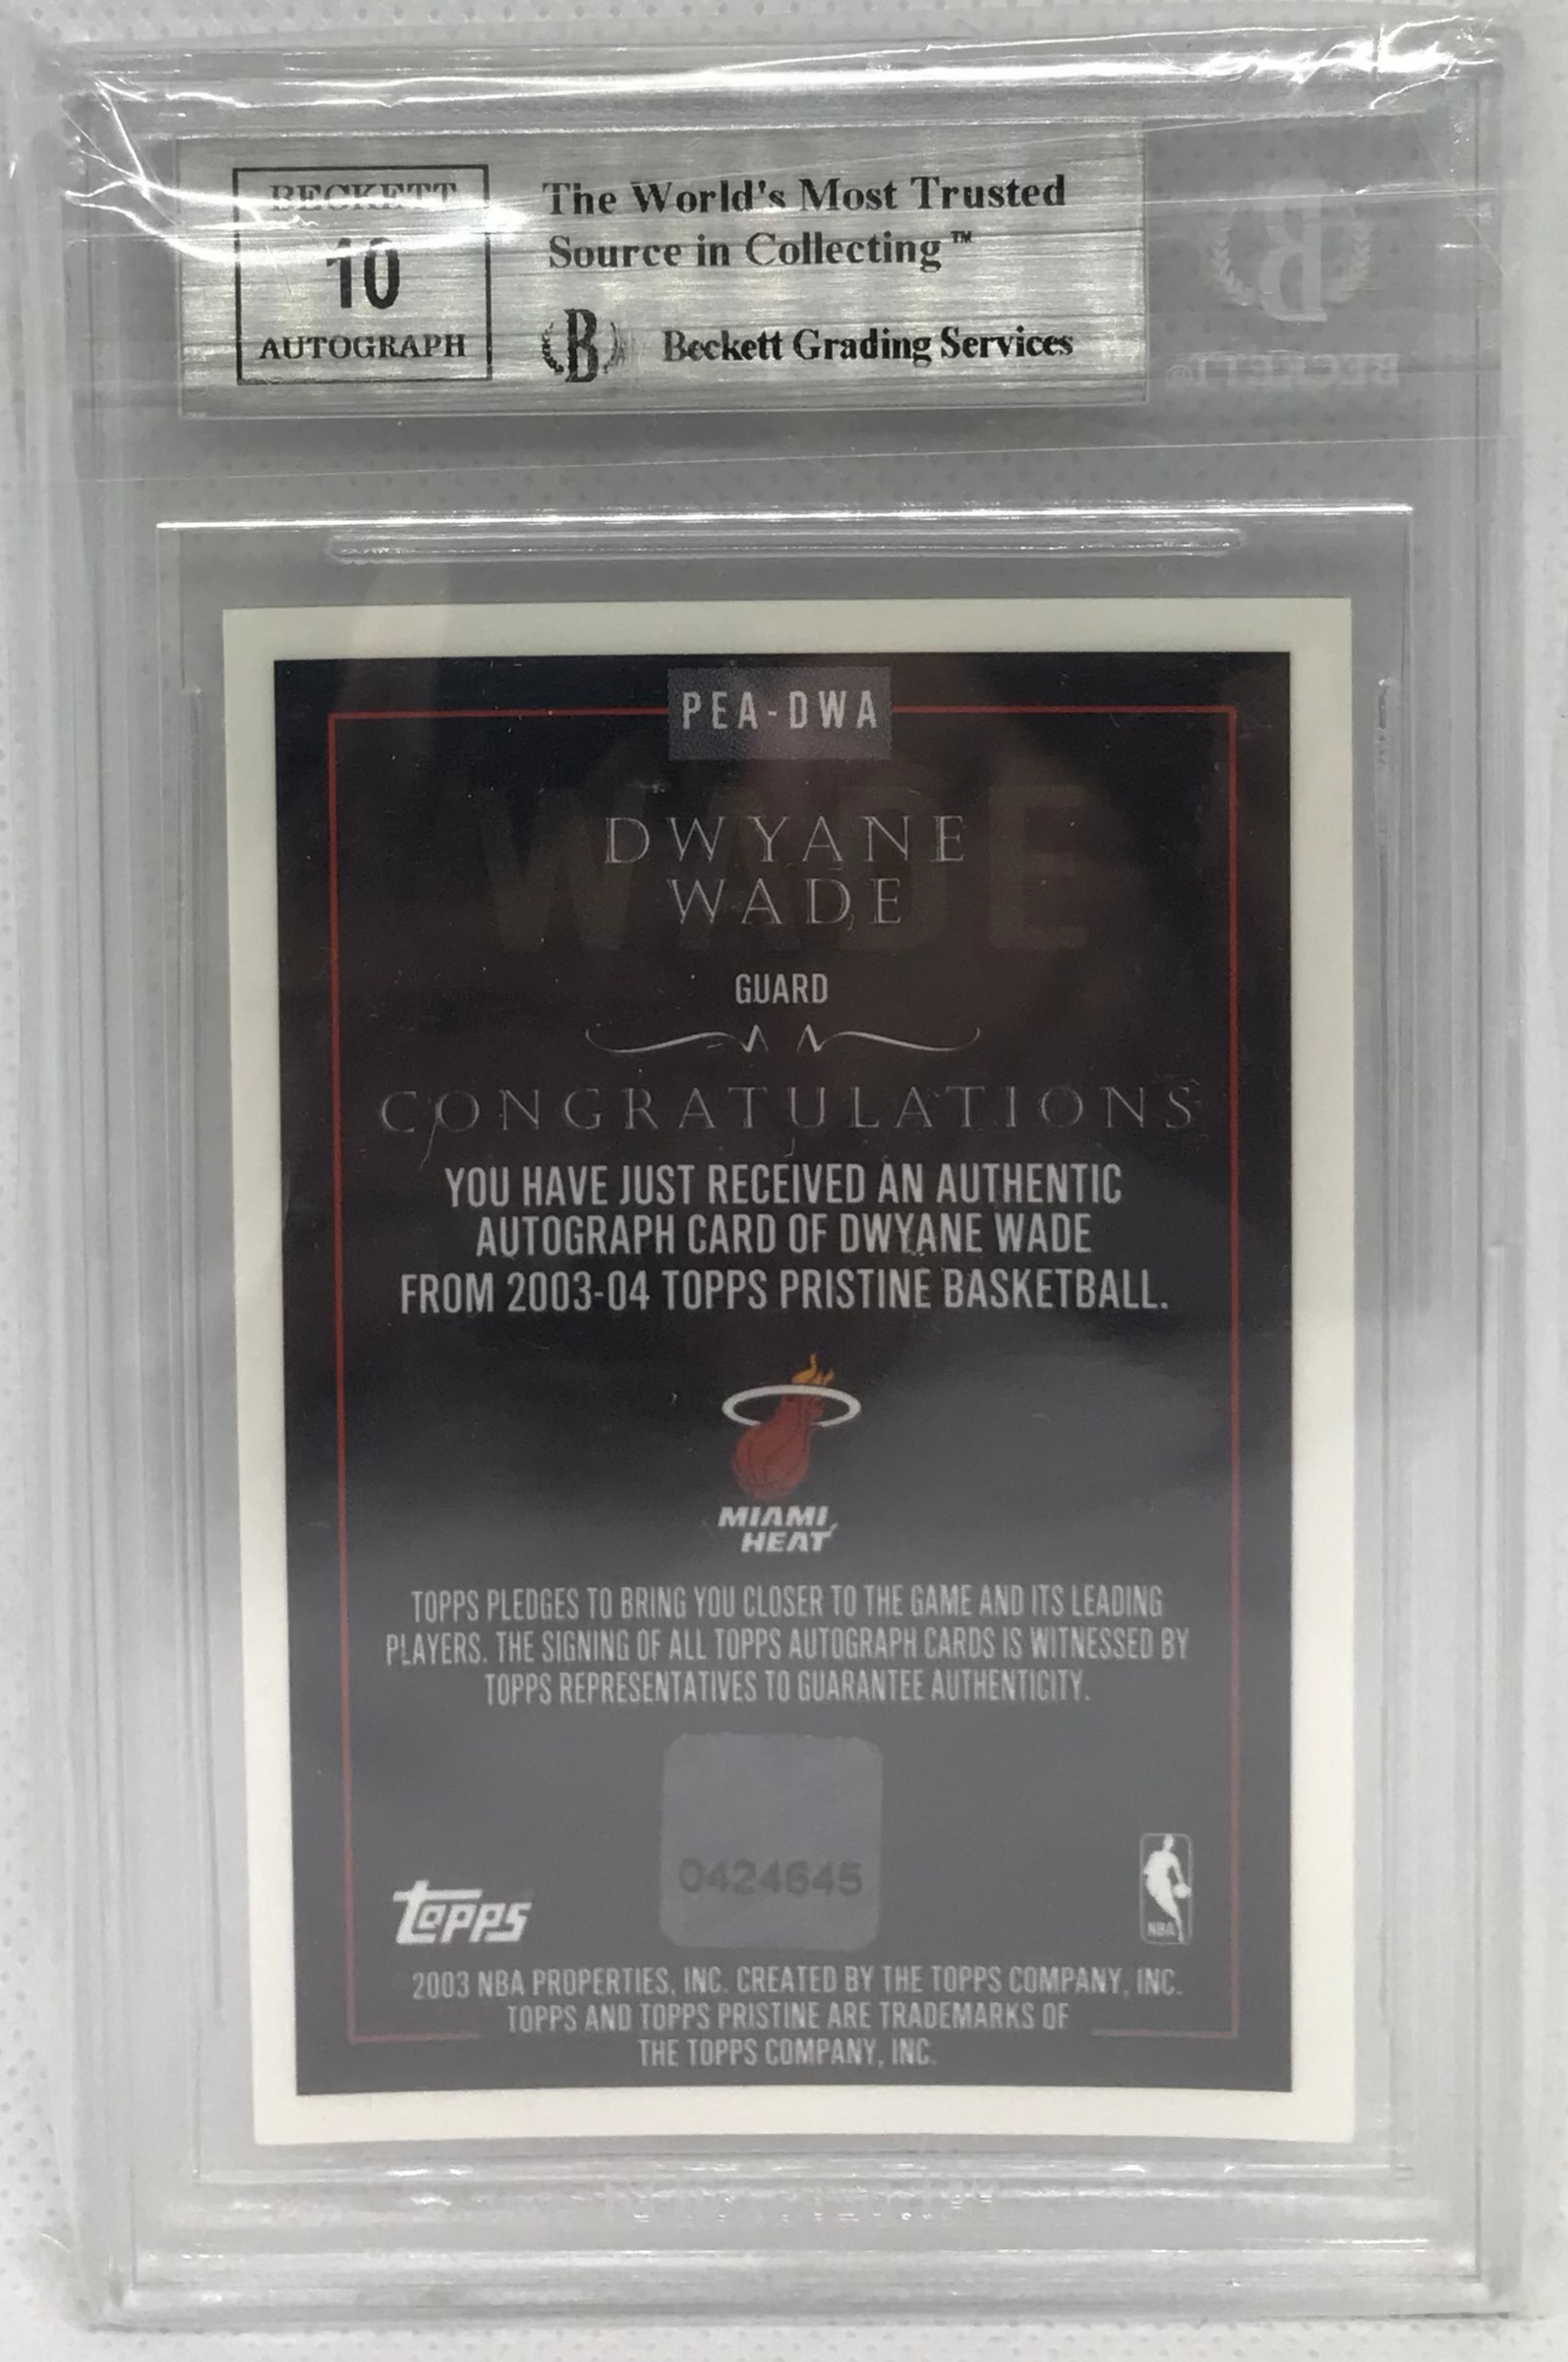 BECKETT
10
AUTOGRAPH
The World's Most Trusted
Source in Collecting™
B
Beckett Grading Services
B
BECKETT®
PEA-DWA
WADE
DWYANE
WADE
GUARD
CONGRATULATIONS
YOU HAVE JUST RECEIVED AN AUTHENTIC
AUTOGRAPH CARD OF DWYANE WADE
FROM 2003-04 TOPPS PRISTINE BASKETBALL.
MIAMI
HEAT
TOPPS PLEDGES TO BRING YOU CLOSER TO THE GAME AND ITS LEADING
PLAYERS. THE SIGNING OF ALL TOPPS AUTOGRAPH CARDS IS WITNESSED BY
TOPPS REPRESENTATIVES TO GUARANTEE AUTHENTICITY.
0424645
topps
NBA
2003 NBA PROPERTIES, INC. CREATED BY THE TOPPS COMPANY, INC.
TOPPS AND TOPPS PRISTINE ARE TRADEMARKS OF
THE TOPPS COMPANY, INC.